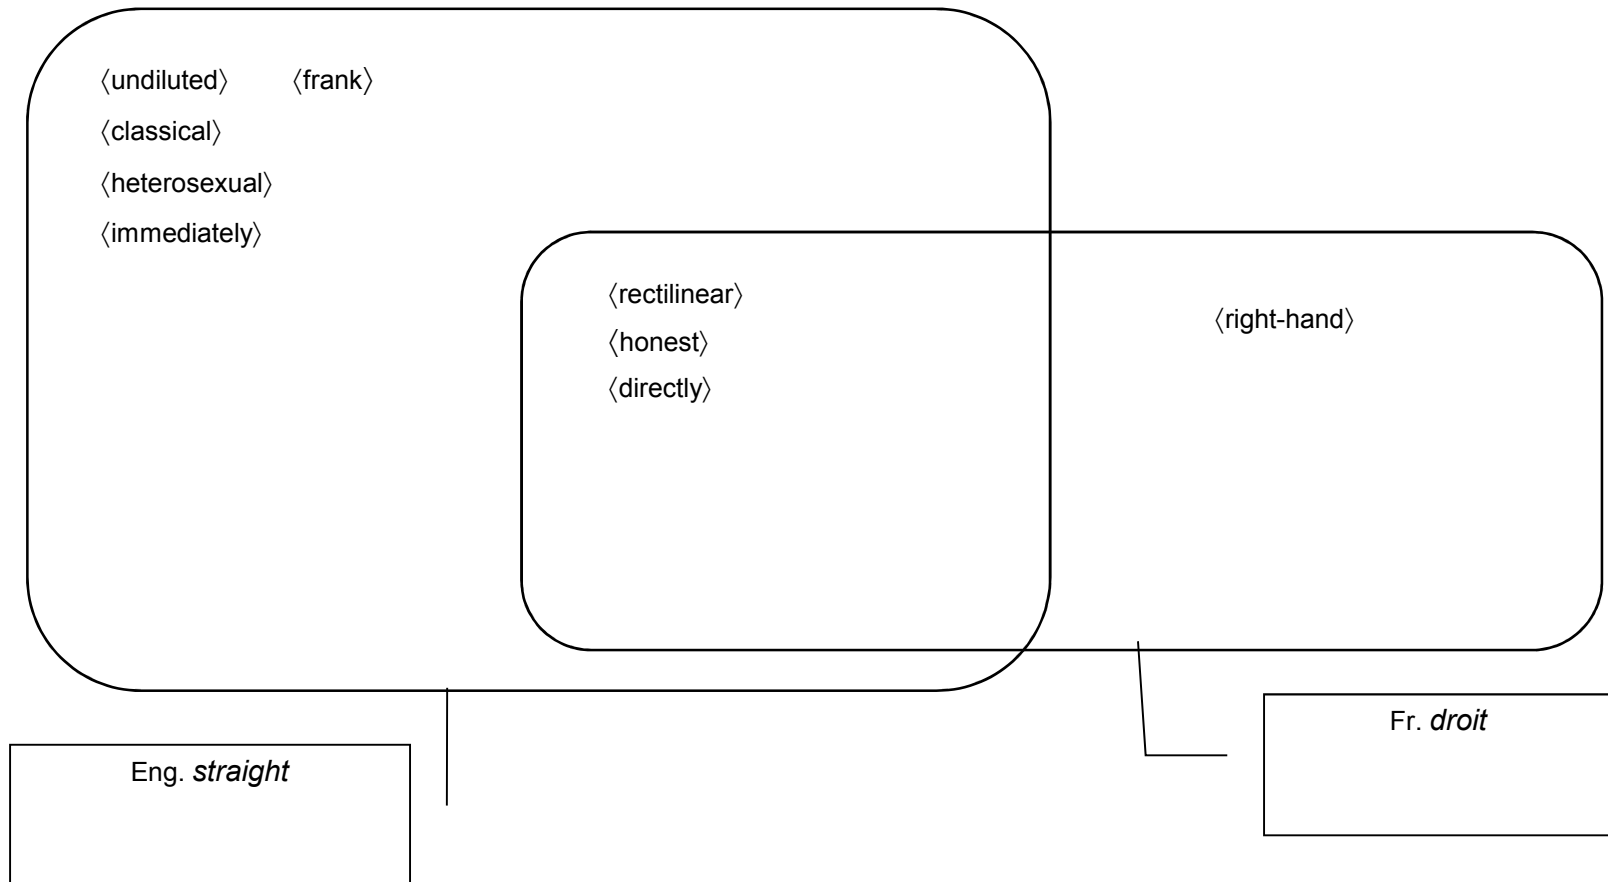 ⟨undiluted⟩ ⟨frank⟩
⟨classical⟩
⟨heterosexual⟩
⟨immediately⟩
⟨rectilinear⟩
⟨honest⟩
⟨directly⟩
⟨right-hand⟩
Fr. droit
Eng. straight